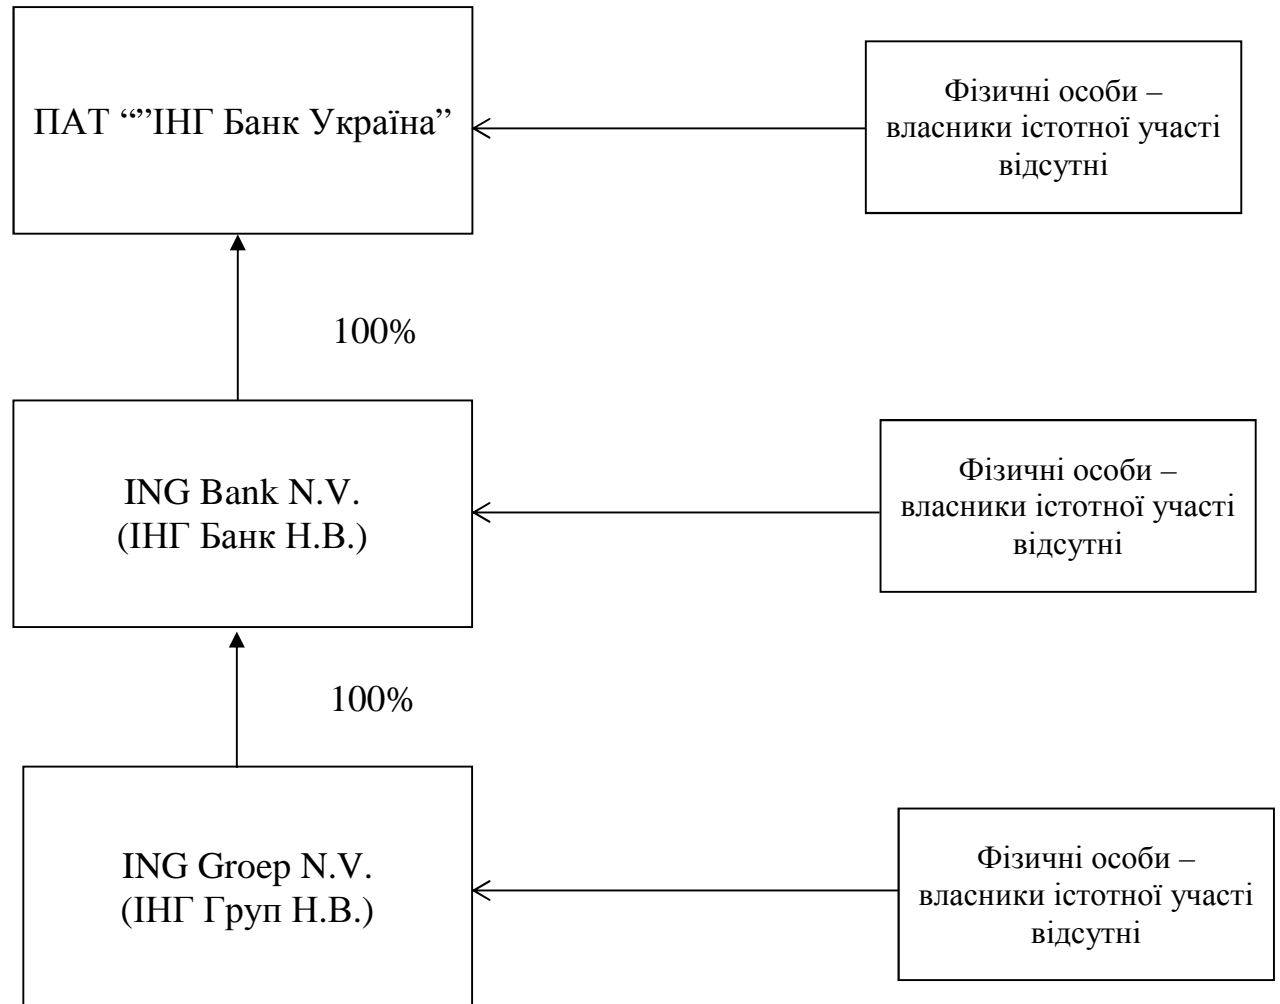 ПАТ “”ІНГ Банк Україна”
Фізичні особи –
власники істотної участі
відсутні
100%
ING Bank N.V.
(ІНГ Банк Н.В.)
Фізичні особи –
власники істотної участі
відсутні
100%
ING Groep N.V.
(ІНГ Груп Н.В.)
Фізичні особи –
власники істотної участі
відсутні